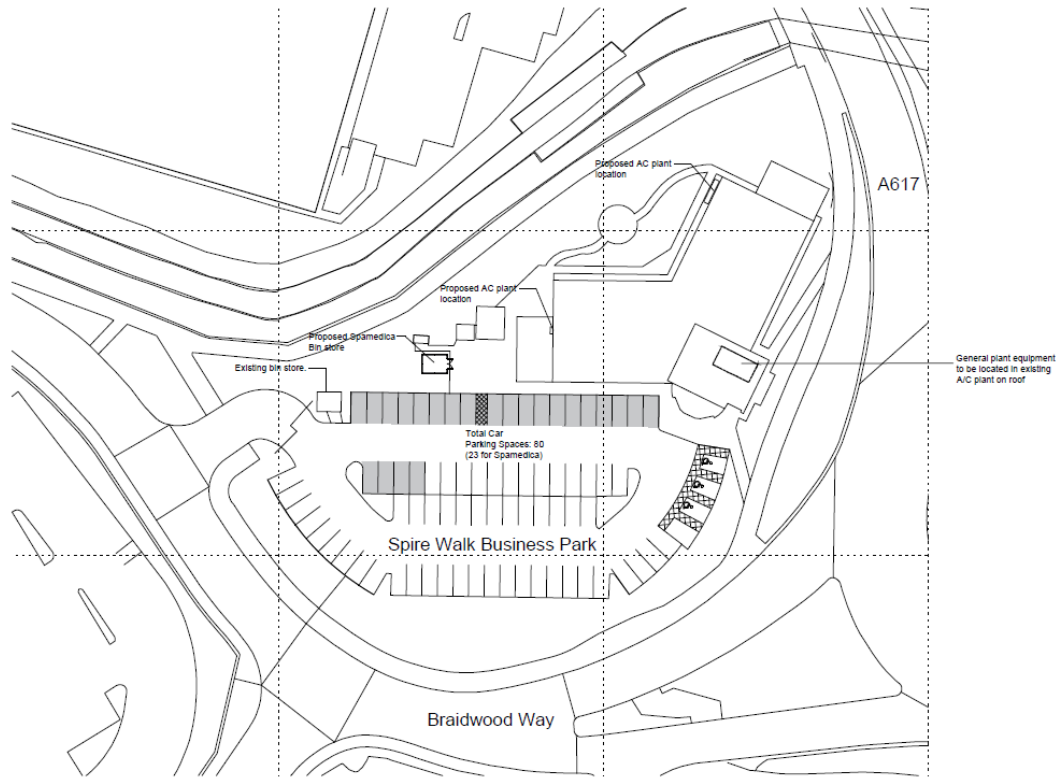 Proposed AC plant
location
A617
Proposed AC plant
location
Proposed Spamedica
Bin store
Existing bin store.
General plant equipment
to be located in existing
A/C plant on roof
Total Car
Parking Spaces: 80
(23 for Spamedica)
Spire Walk Business Park
Braidwood Way